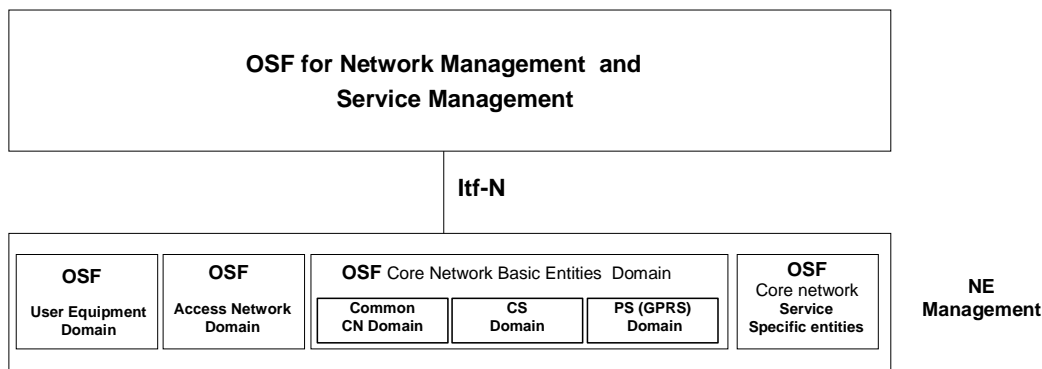 OSF for Network Management and
Service Management
Itf-N
OSF
User Equipment
Domain
OSF
Access Network
Domain
OSF Core Network Basic Entities Domain
Common
CN Domain
CS
Domain
PS (GPRS)
Domain
OSF
Core network
Service
Specific entities
NE
Management